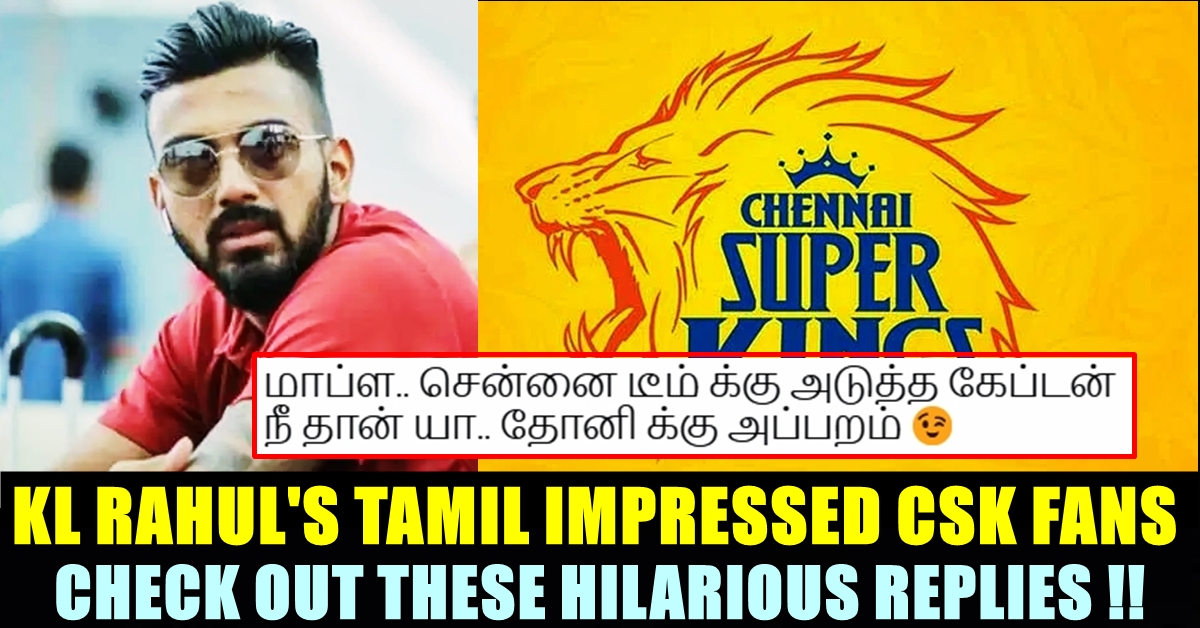 CHENNAI
SUPER
KINGS
மாப்ள.. சென்னை டீம் க்கு அடுத்த கேப்டன்
நீ தான் யா.. தோனி க்கு அப்பறம் 😉
KL RAHUL'S TAMIL IMPRESSED CSK FANS
CHECK OUT THESE HILARIOUS REPLIES !!